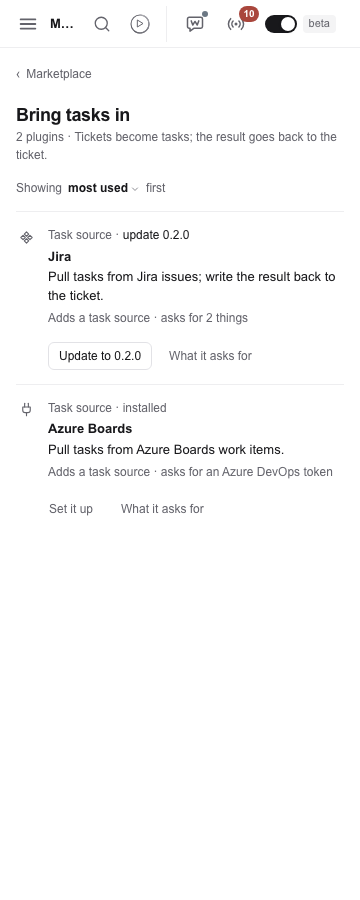 M...
10
beta
‹ Marketplace
Bring tasks in
2 plugins · Tickets become tasks; the result goes back to the
ticket.
Showing most used first
Task source · update 0.2.0
Jira
Pull tasks from Jira issues; write the result back to
the ticket.
Adds a task source · asks for 2 things
Update to 0.2.0 What it asks for
Task source · installed
Azure Boards
Pull tasks from Azure Boards work items.
Adds a task source · asks for an Azure DevOps token
Set it up What it asks for